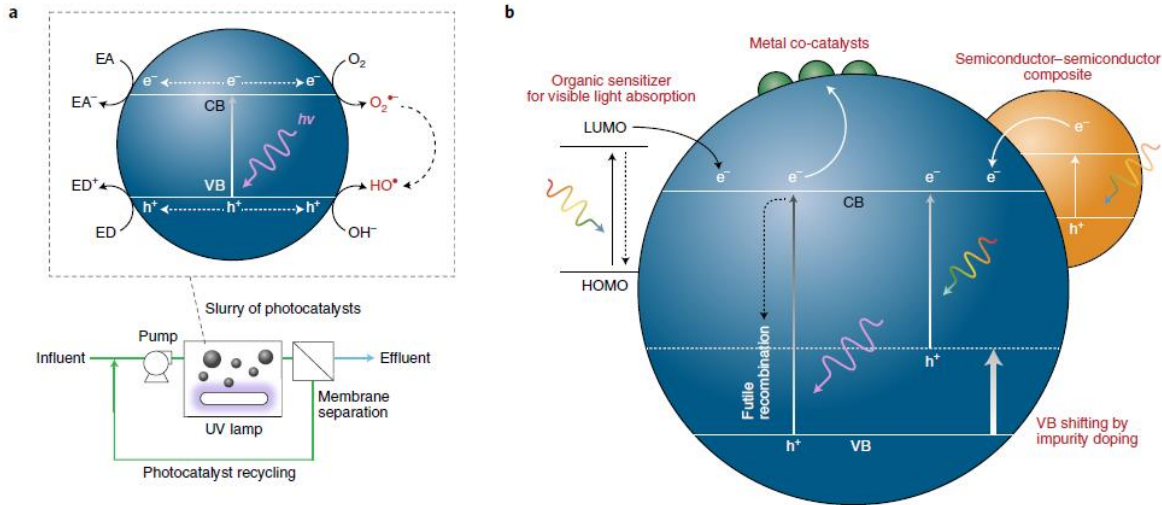 a
EA
e⁻
e⁻
e⁻
O₂
EA⁻
CB
O₂•⁻
hv
ED⁺
VB
HO•
h⁺
h⁺
h⁺
ED
OH⁻
Slurry of photocatalysts
Influent
Pump
Effluent
Membrane
separation
UV lamp
Photocatalyst recycling
b
Metal co-catalysts
Organic sensitizer
for visible light absorption
Semiconductor–semiconductor
composite
LUMO
e⁻
e⁻
e⁻
e⁻
e⁻
CB
h⁺
HOMO
Futile
recombination
h⁺
h⁺
VB
VB shifting by
impurity doping